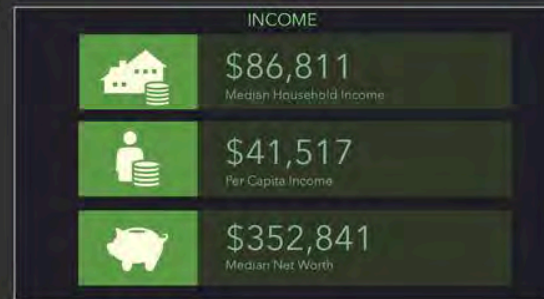 INCOME
$86,811
Median Household Income
$41,517
Per Capita Income
$352,841
Median Net Worth